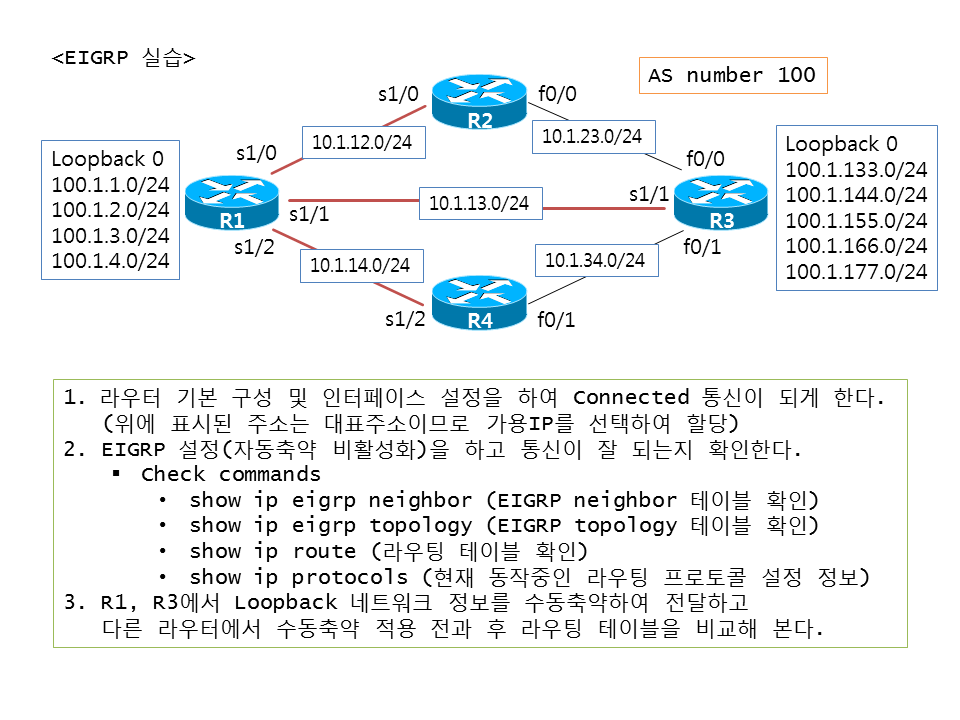 <EIGRP 실습>
AS number 100
s1/0
f0/0
R2
10.1.12.0/24
10.1.23.0/24
Loopback 0
100.1.1.0/24
100.1.2.0/24
100.1.3.0/24
100.1.4.0/24
s1/0
R1
s1/1
s1/2
10.1.13.0/24
f0/0
s1/1
R3
f0/1
Loopback 0
100.1.133.0/24
100.1.144.0/24
100.1.155.0/24
100.1.166.0/24
100.1.177.0/24
10.1.14.0/24
10.1.34.0/24
s1/2
R4
f0/1
1. 라우터 기본 구성 및 인터페이스 설정을 하여 Connected 통신이 되게 한다.
(위에 표시된 주소는 대표주소이므로 가용IP를 선택하여 할당)
2. EIGRP 설정(자동축약 비활성화)을 하고 통신이 잘 되는지 확인한다.
▪ Check commands
• show ip eigrp neighbor (EIGRP neighbor 테이블 확인)
• show ip eigrp topology (EIGRP topology 테이블 확인)
• show ip route (라우팅 테이블 확인)
• show ip protocols (현재 동작중인 라우팅 프로토콜 설정 정보)
3. R1, R3에서 Loopback 네트워크 정보를 수동축약하여 전달하고
다른 라우터에서 수동축약 적용 전과 후 라우팅 테이블을 비교해 본다.